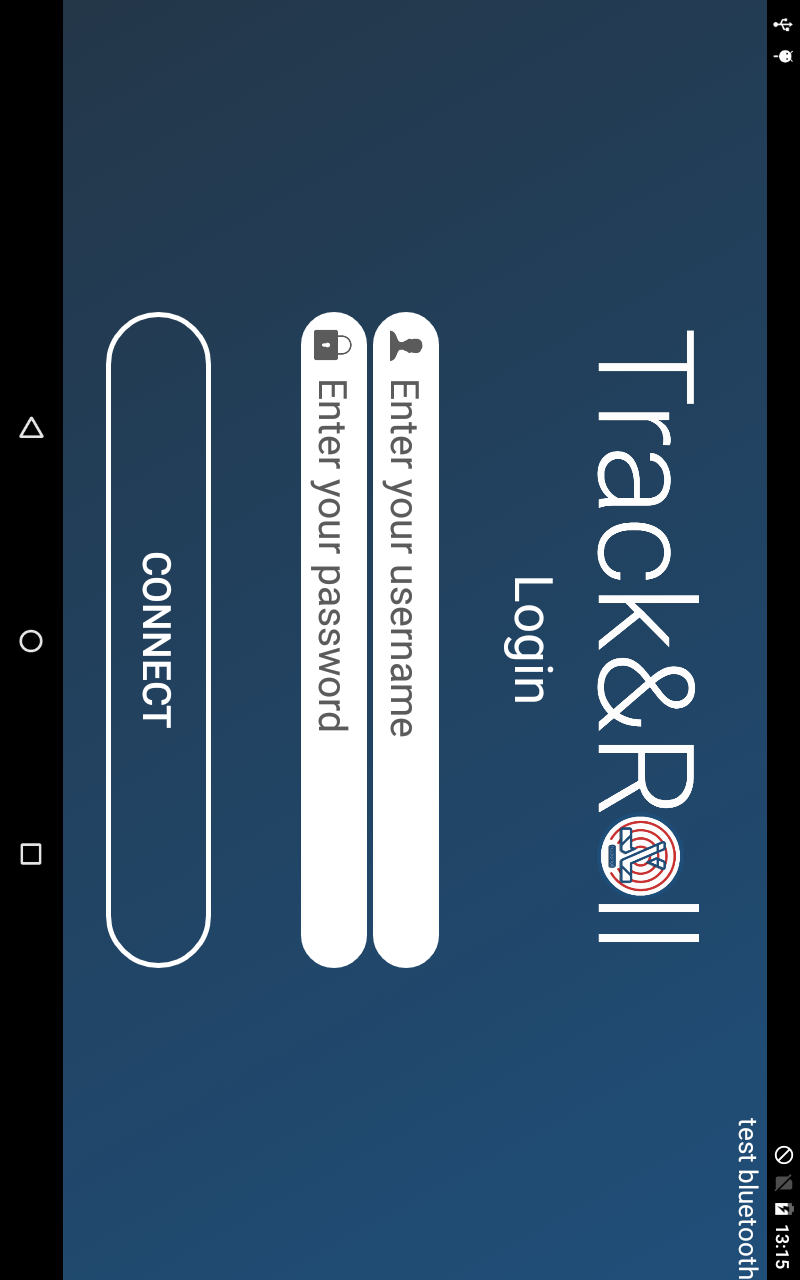 13:15
test bluetooth
Track&Roll
Login
Enter your username
Enter your password
CONNECT